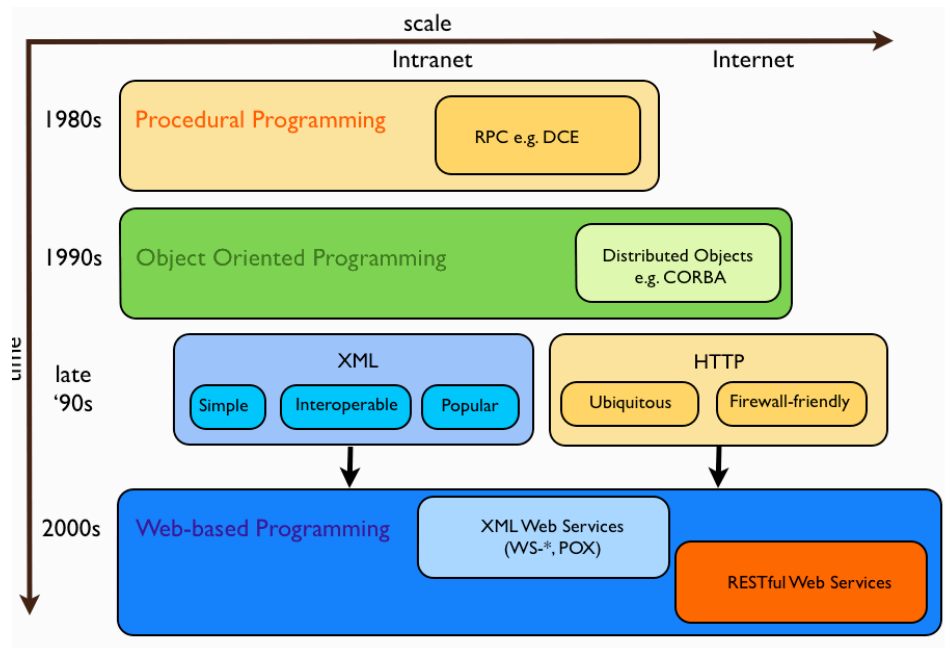 scale
Intranet
Internet
1980s
Procedural Programming
RPC e.g. DCE
1990s
Object Oriented Programming
Distributed Objects
e.g. CORBA
time
late
‘90s
XML
Simple
Interoperable
Popular
HTTP
Ubiquitous
Firewall-friendly
2000s
Web-based Programming
XML Web Services
(WS-*, POX)
RESTful Web Services